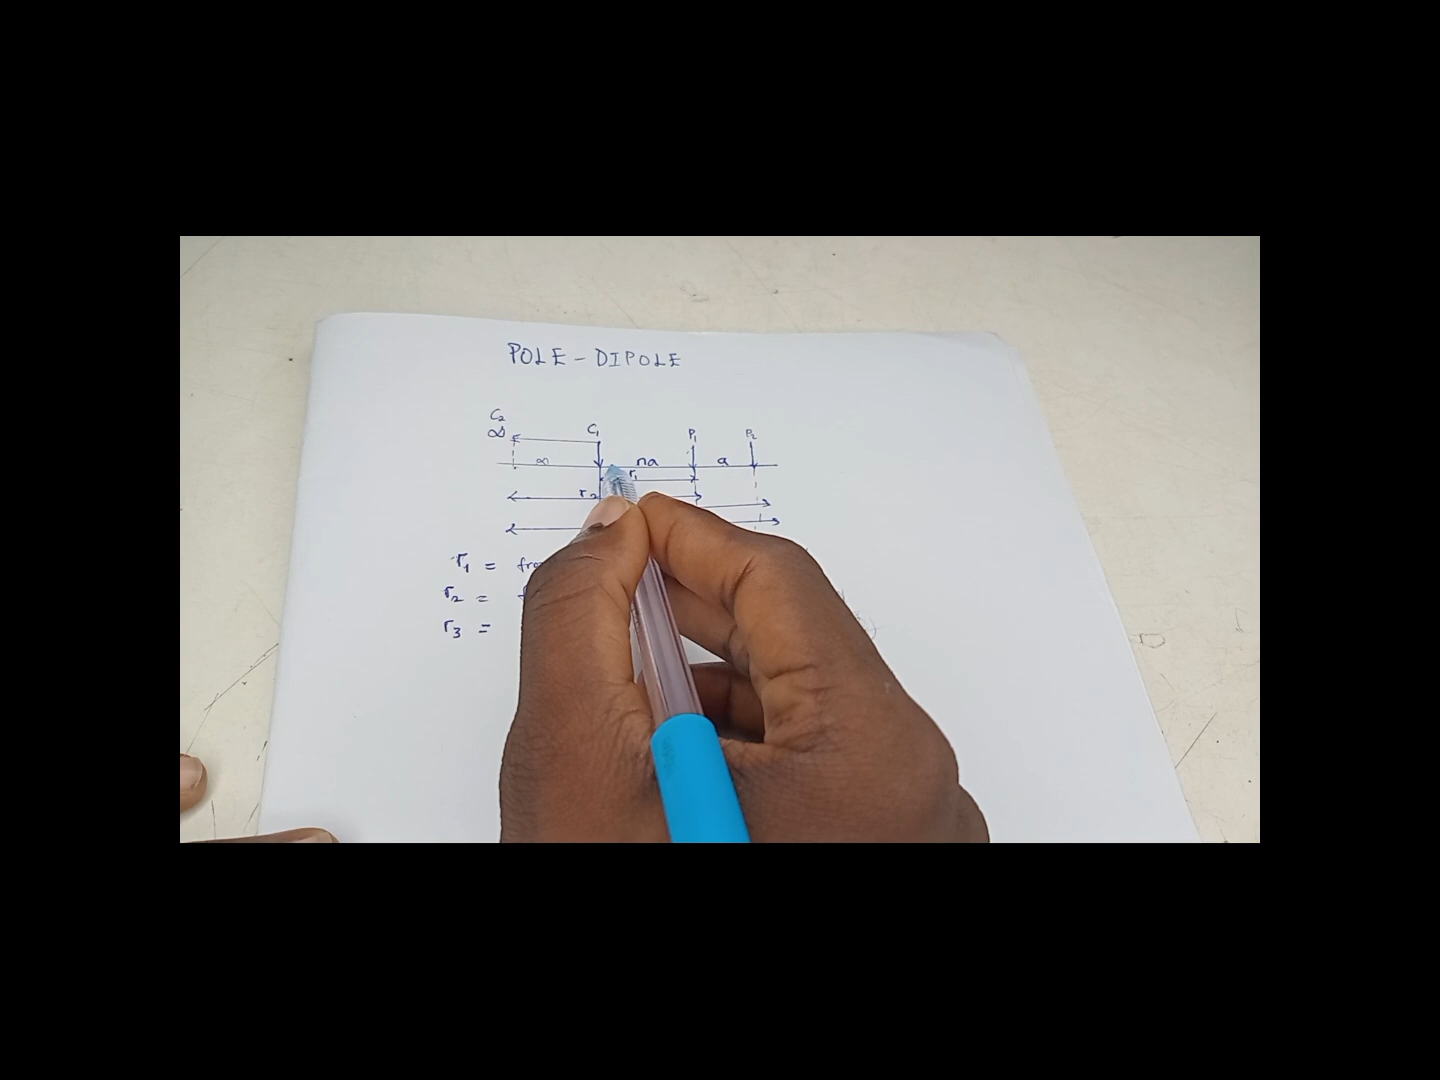 POLE - DIPOLE
C₂
∞ C₁ P₁ P₂
∞ na a
r₁
r₂
r₁ =
r₂ =
r₃ =